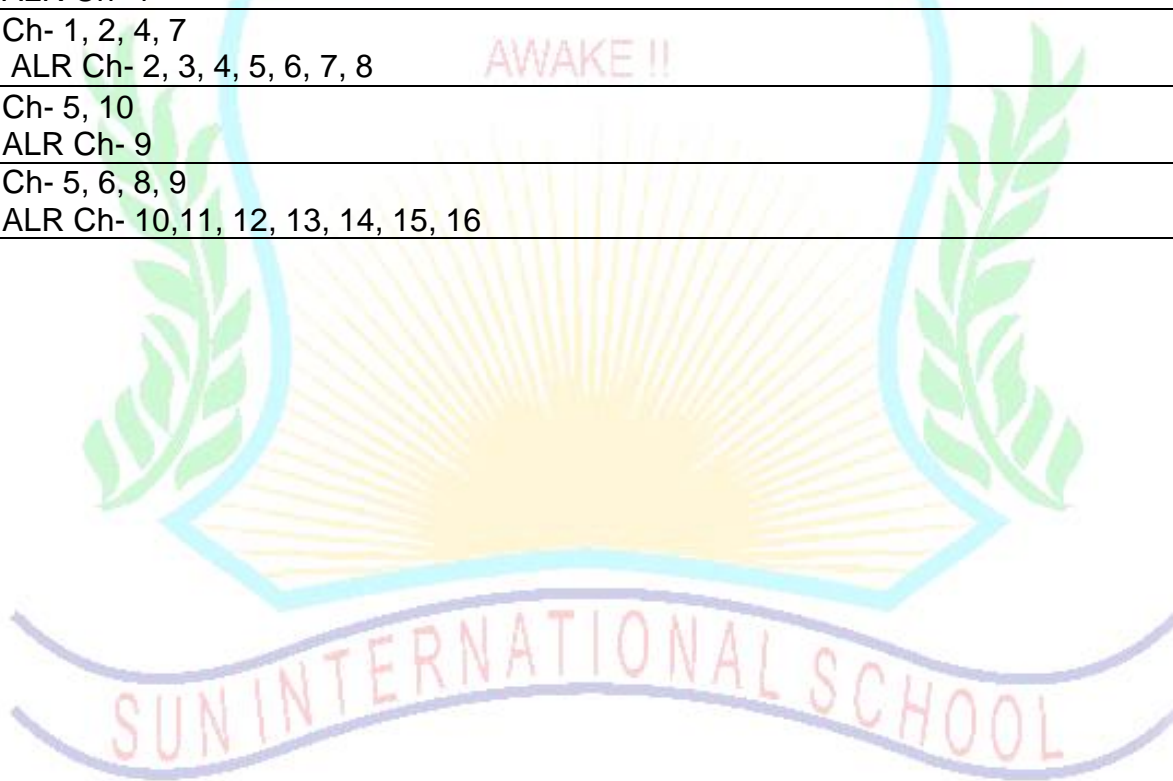 Ch- 1, 2, 4, 7
AWAKE !!
ALR Ch- 2, 3, 4, 5, 6, 7, 8
Ch- 5, 10
ALR Ch- 9
Ch- 5, 6, 8, 9
ALR Ch- 10,11, 12, 13, 14, 15, 16
SUN INTERNATIONAL SCHOOL